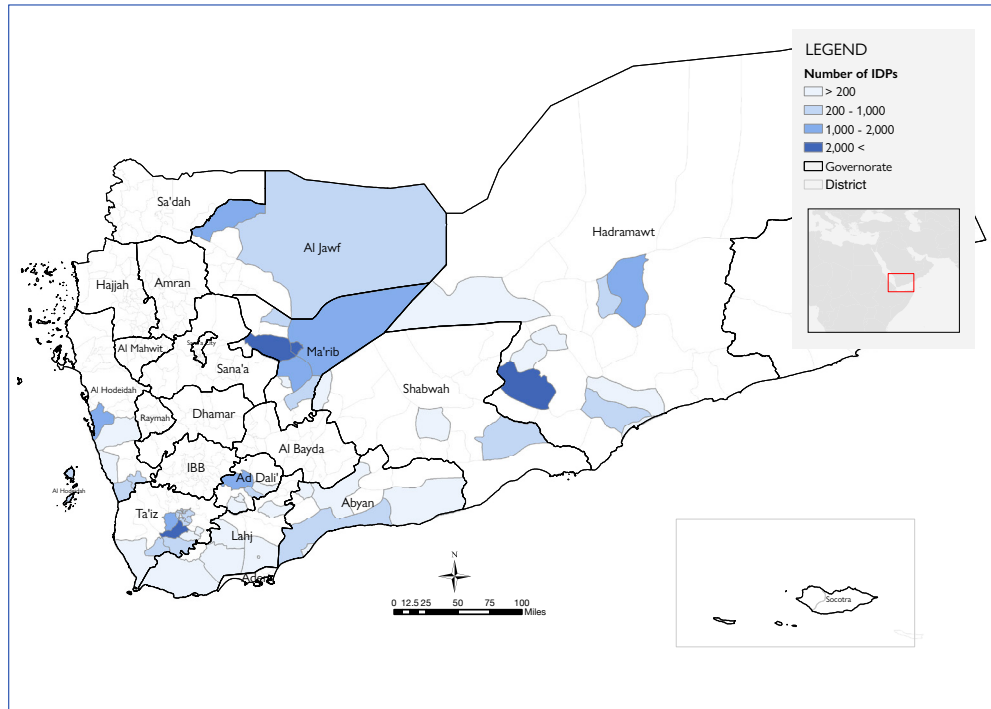 LEGEND
Number of IDPs
> 200
200 - 1,000
1,000 - 2,000
2,000 <
Governorate
District
Sa'dah
Al Jawf
Hadramawt
Hajjah
Amran
Al Mahwit
Sana'a
Ma'rib
Al Hodeidah
Shabwah
Raymah
Dhamar
Al Bayda
IBB
Ad Dali'
Al Hodeidah
Abyan
Ta'iz
Lahj
N
0 12.5 25 50 75 100
Miles
Socotra